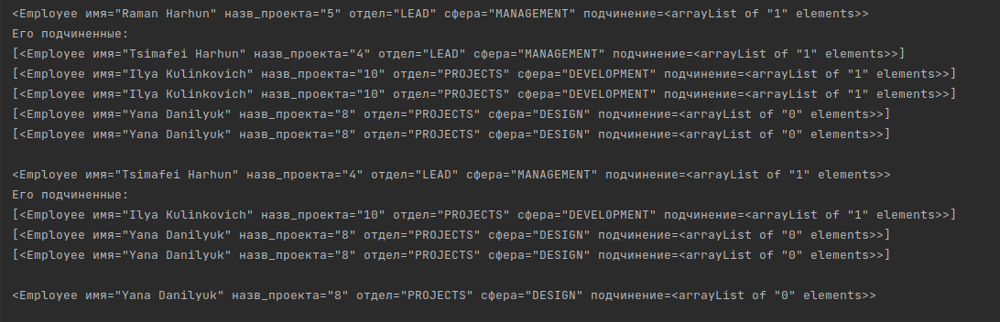 <Employee имя="Raman Harhun" назв_проекта="5" отдел="LEAD" сфера="MANAGEMENT" подчинение=<arrayList of "1" elements>>
Его подчиненные:
[<Employee имя="Tsimafei Harhun" назв_проекта="4" отдел="LEAD" сфера="MANAGEMENT" подчинение=<arrayList of "1" elements>>]
[<Employee имя="Ilya Kulinkovich" назв_проекта="10" отдел="PROJECTS" сфера="DEVELOPMENT" подчинение=<arrayList of "1" elements>>]
[<Employee имя="Ilya Kulinkovich" назв_проекта="10" отдел="PROJECTS" сфера="DEVELOPMENT" подчинение=<arrayList of "1" elements>>]
[<Employee имя="Yana Danilyuk" назв_проекта="8" отдел="PROJECTS" сфера="DESIGN" подчинение=<arrayList of "0" elements>>]
[<Employee имя="Yana Danilyuk" назв_проекта="8" отдел="PROJECTS" сфера="DESIGN" подчинение=<arrayList of "0" elements>>]
<Employee имя="Tsimafei Harhun" назв_проекта="4" отдел="LEAD" сфера="MANAGEMENT" подчинение=<arrayList of "1" elements>>
Его подчиненные:
[<Employee имя="Ilya Kulinkovich" назв_проекта="10" отдел="PROJECTS" сфера="DEVELOPMENT" подчинение=<arrayList of "1" elements>>]
[<Employee имя="Yana Danilyuk" назв_проекта="8" отдел="PROJECTS" сфера="DESIGN" подчинение=<arrayList of "0" elements>>]
[<Employee имя="Yana Danilyuk" назв_проекта="8" отдел="PROJECTS" сфера="DESIGN" подчинение=<arrayList of "0" elements>>]
<Employee имя="Yana Danilyuk" назв_проекта="8" отдел="PROJECTS" сфера="DESIGN" подчинение=<arrayList of "0" elements>>